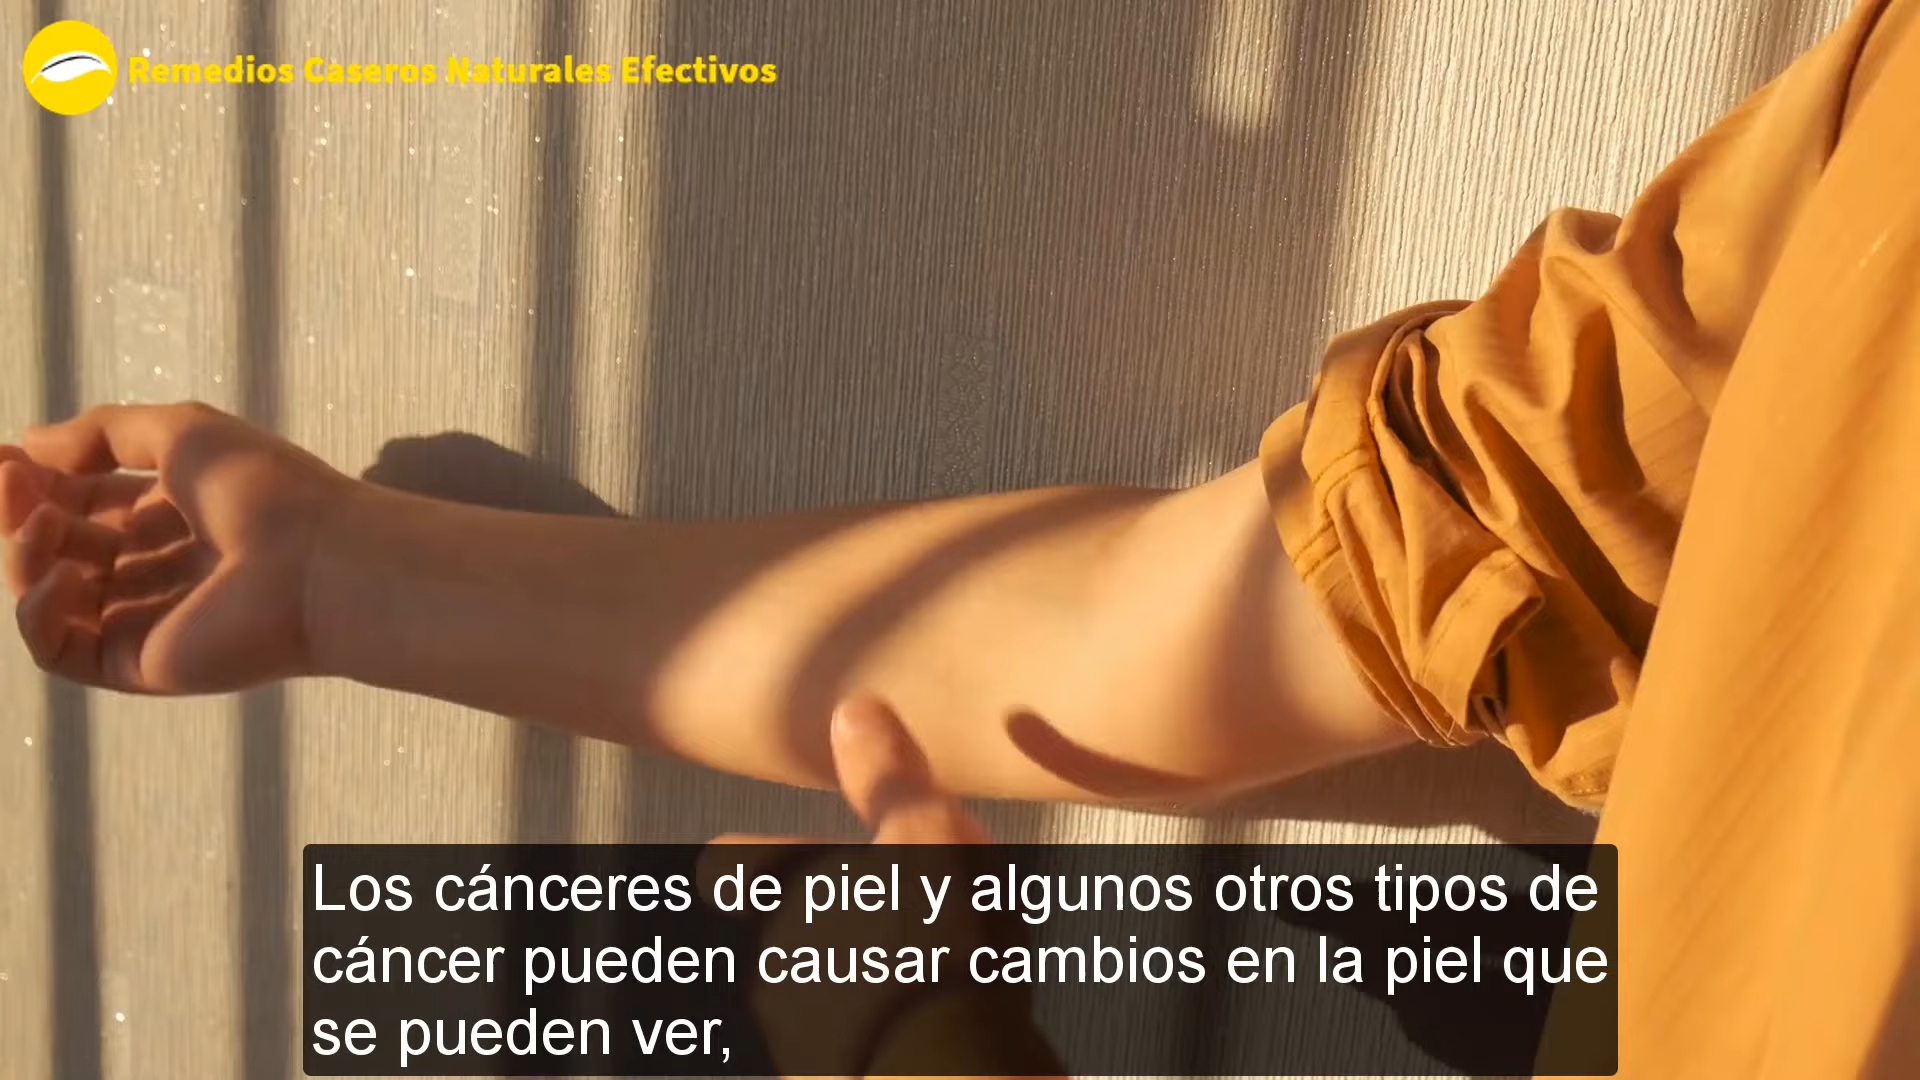 Remedios Caseros Naturales Efectivos
Los cánceres de piel y algunos otros tipos de
cáncer pueden causar cambios en la piel que
se pueden ver,